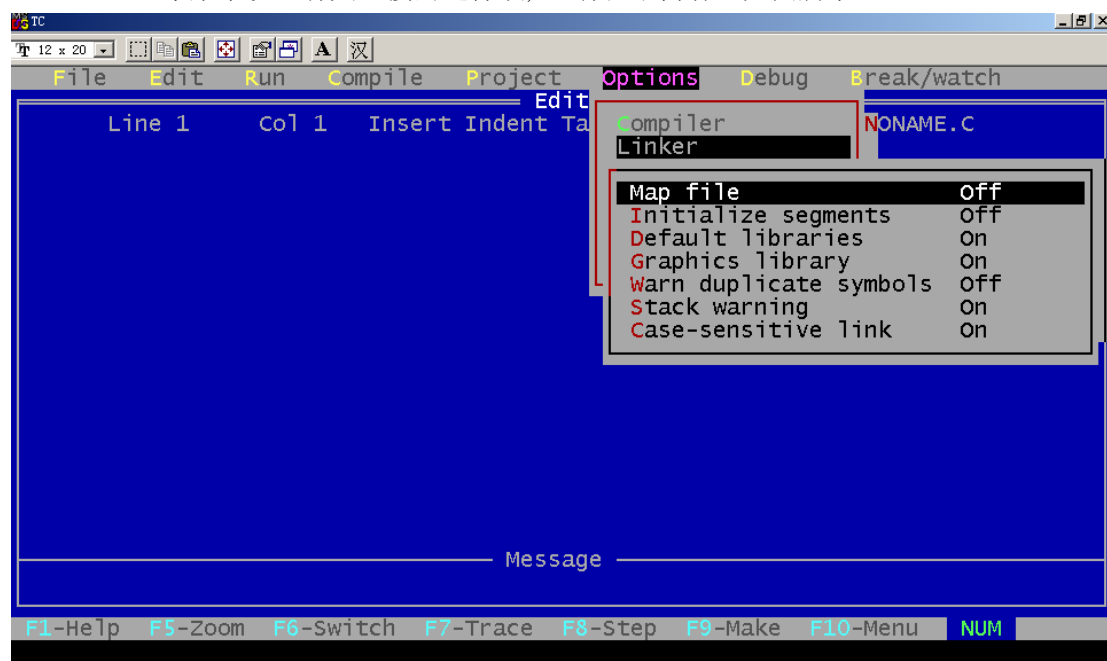 TC
12 x 20 A 汉
File Edit Run Compile Project Options Debug Break/watch
Edit
Line 1 Col 1 Insert Indent Ta NONAME.C
Compiler
Linker
Map file Off
Initialize segments Off
Default libraries On
Graphics library On
Warn duplicate symbols Off
Stack warning On
Case-sensitive link On
Message
F1-Help F5-Zoom F6-Switch F7-Trace F8-Step F9-Make F10-Menu NUM